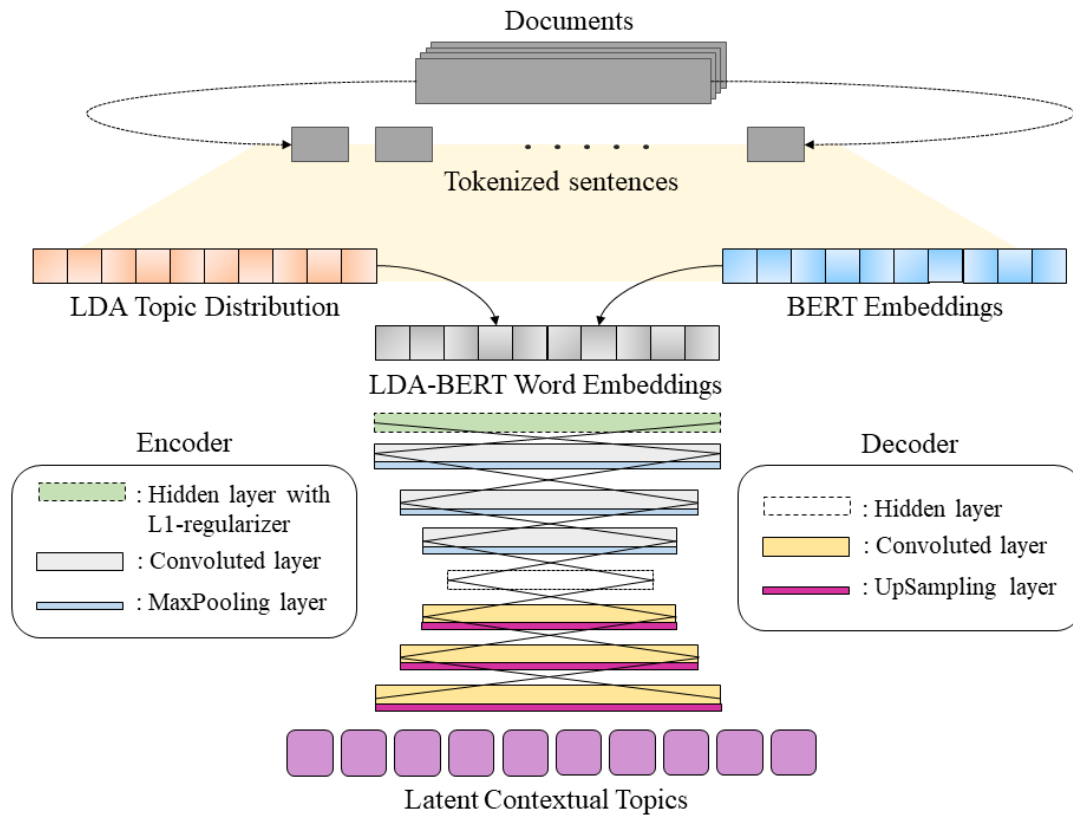 Documents
Tokenized sentences
LDA Topic Distribution
BERT Embeddings
LDA-BERT Word Embeddings
Encoder
: Hidden layer with
L1-regularizer
: Convoluted layer
: MaxPooling layer
Decoder
: Hidden layer
: Convoluted layer
: UpSampling layer
Latent Contextual Topics